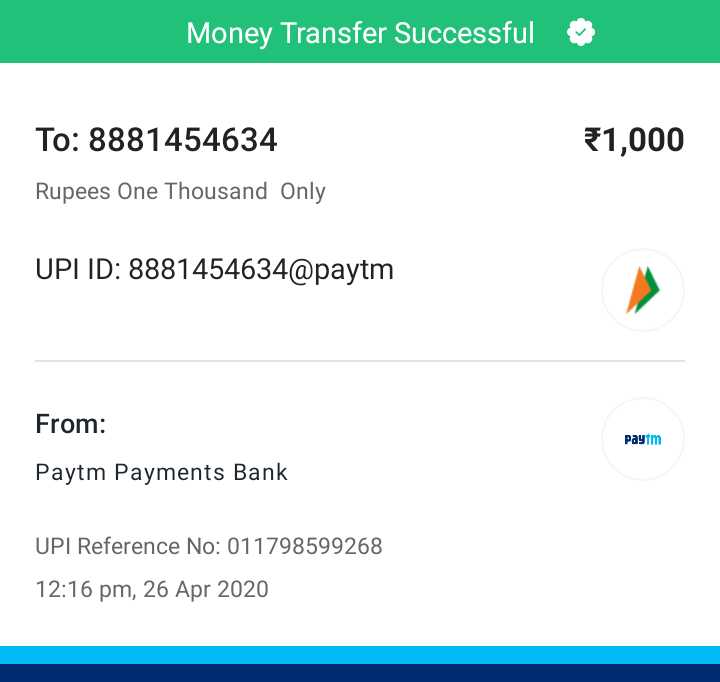 Money Transfer Successful
To: 8881454634 ₹1,000
Rupees One Thousand Only
UPI ID: 8881454634@paytm
From:
paytm
Paytm Payments Bank
UPI Reference No: 011798599268
12:16 pm, 26 Apr 2020